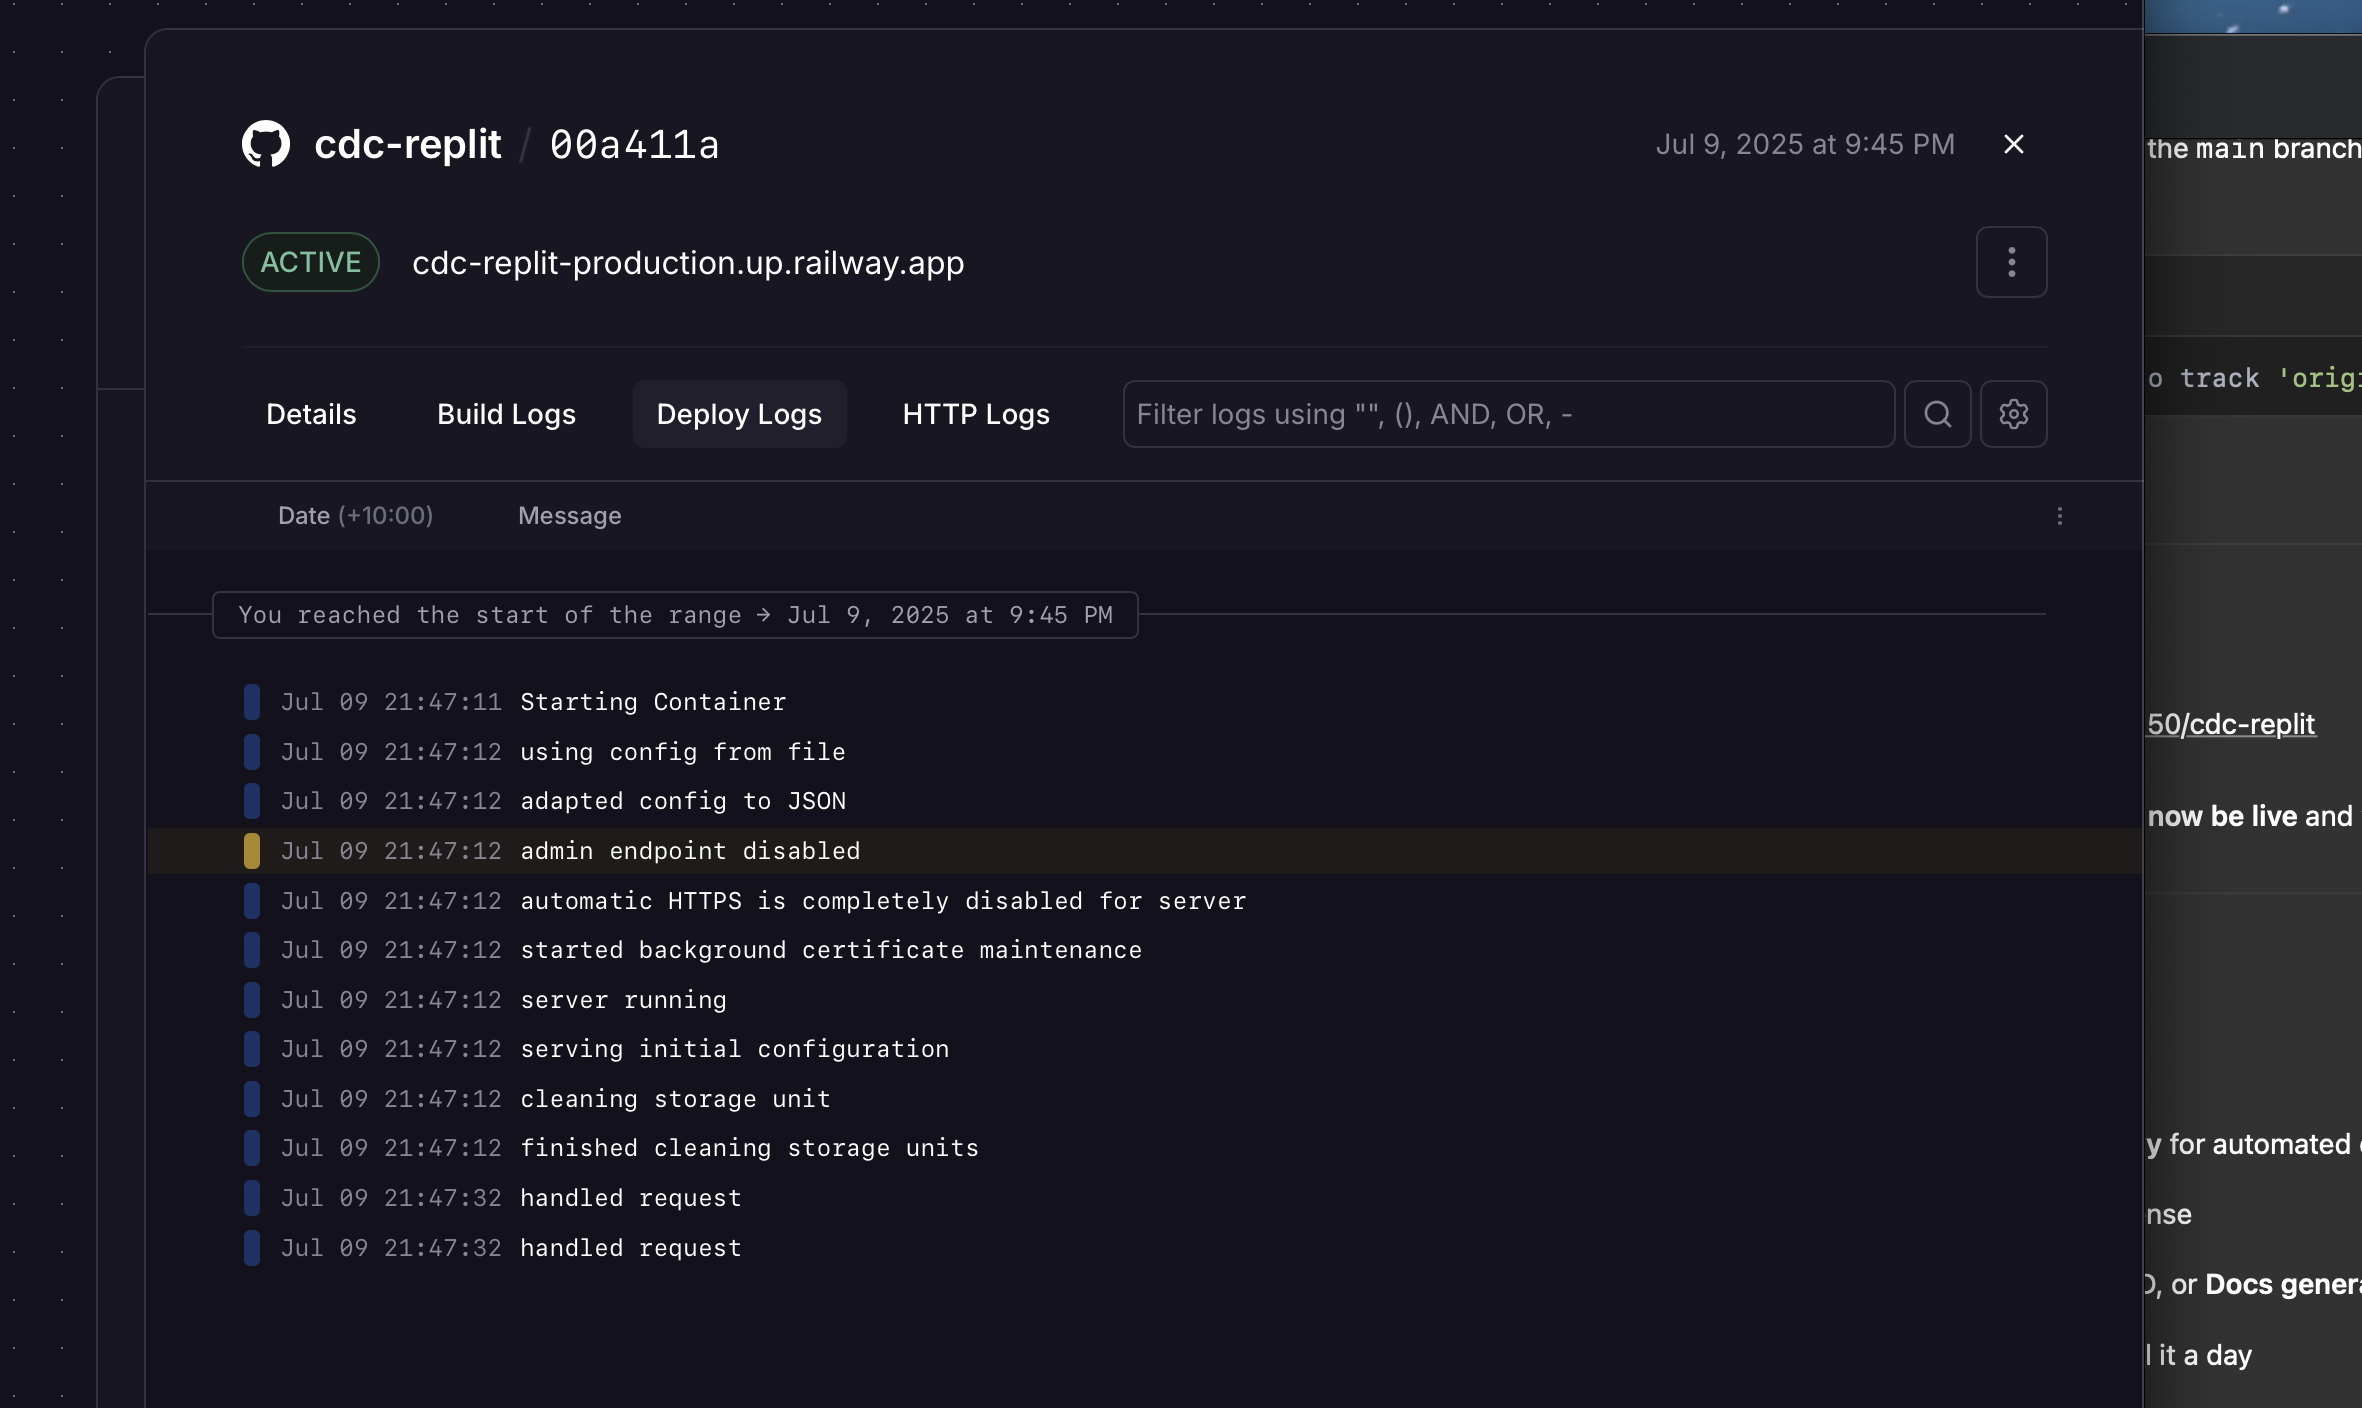 cdc-replit / 00a411a
Jul 9, 2025 at 9:45 PM
ACTIVE
cdc-replit-production.up.railway.app
Details
Build Logs
Deploy Logs
HTTP Logs
Filter logs using "", (), AND, OR, -
Date (+10:00)
Message
You reached the start of the range → Jul 9, 2025 at 9:45 PM
Jul 09 21:47:11 Starting Container
Jul 09 21:47:12 using config from file
Jul 09 21:47:12 adapted config to JSON
Jul 09 21:47:12 admin endpoint disabled
Jul 09 21:47:12 automatic HTTPS is completely disabled for server
Jul 09 21:47:12 started background certificate maintenance
Jul 09 21:47:12 server running
Jul 09 21:47:12 serving initial configuration
Jul 09 21:47:12 cleaning storage unit
Jul 09 21:47:12 finished cleaning storage units
Jul 09 21:47:32 handled request
Jul 09 21:47:32 handled request
the main branch
o track 'orig
50/cdc-replit
now be live and
y for automated
nse
, or Docs genera
l it a day